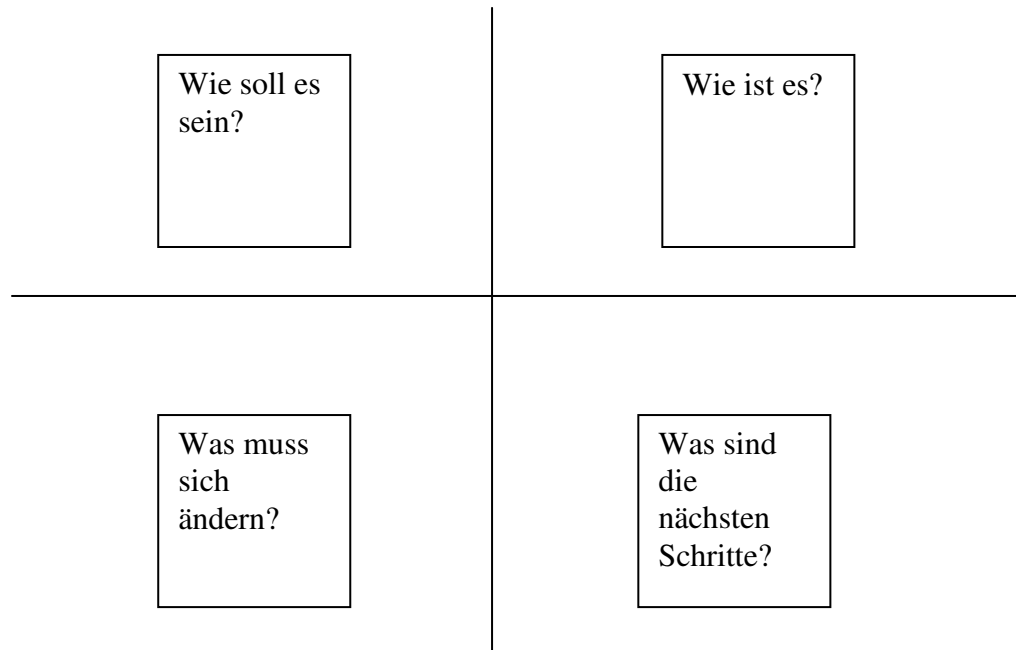 Wie soll es
sein?
Wie ist es?
Was muss
sich
ändern?
Was sind
die
nächsten
Schritte?